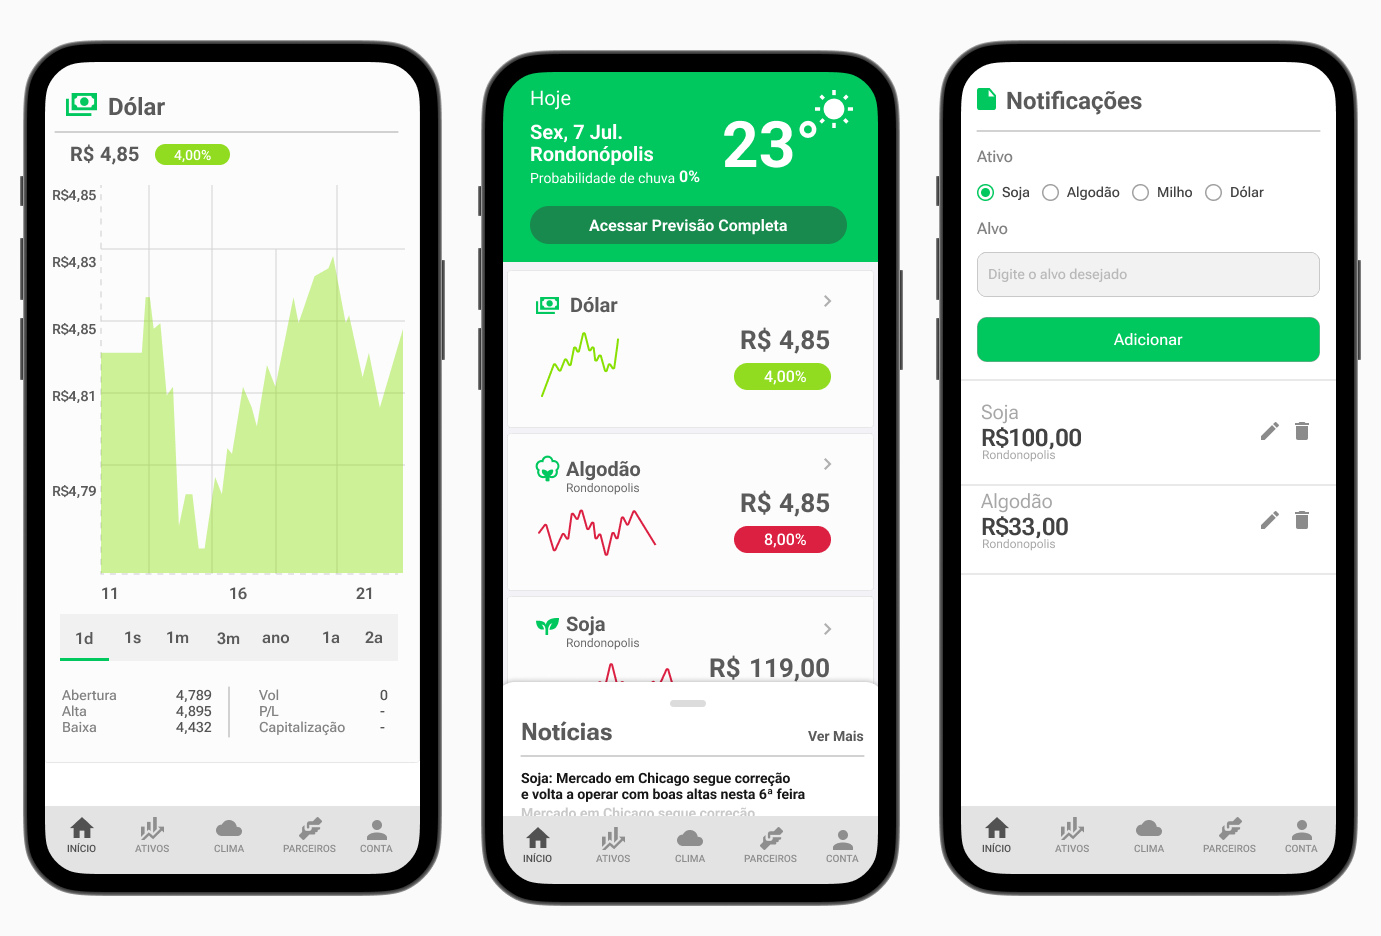 Dólar
R$ 4,85 4,00%
R$4,85
R$4,83
R$4,85
R$4,81
R$4,79
11 16 21
1d 1s 1m 3m ano 1a 2a
Abertura 4,789 Vol 0
Alta 4,895 P/L -
Baixa 4,432 Capitalização -
INÍCIO ATIVOS CLIMA PARCEIROS CONTA
Hoje
Sex, 7 Jul.
Rondonópolis
23°
Probabilidade de chuva 0%
Acessar Previsão Completa
Dólar
R$ 4,85
4,00%
Algodão
Rondonopolis
R$ 4,85
8,00%
Soja
Rondonopolis
R$ 119,00
Notícias
Ver Mais
Soja: Mercado em Chicago segue correção
e volta a operar com boas altas nesta 6ª feira
Mercado em Chicago segue correção
INÍCIO ATIVOS CLIMA PARCEIROS CONTA
Notificações
Ativo
Soja Algodão Milho Dólar
Alvo
Digite o alvo desejado
Adicionar
Soja
R$100,00
Rondonopolis
Algodão
R$33,00
Rondonopolis
INÍCIO ATIVOS CLIMA PARCEIROS CONTA